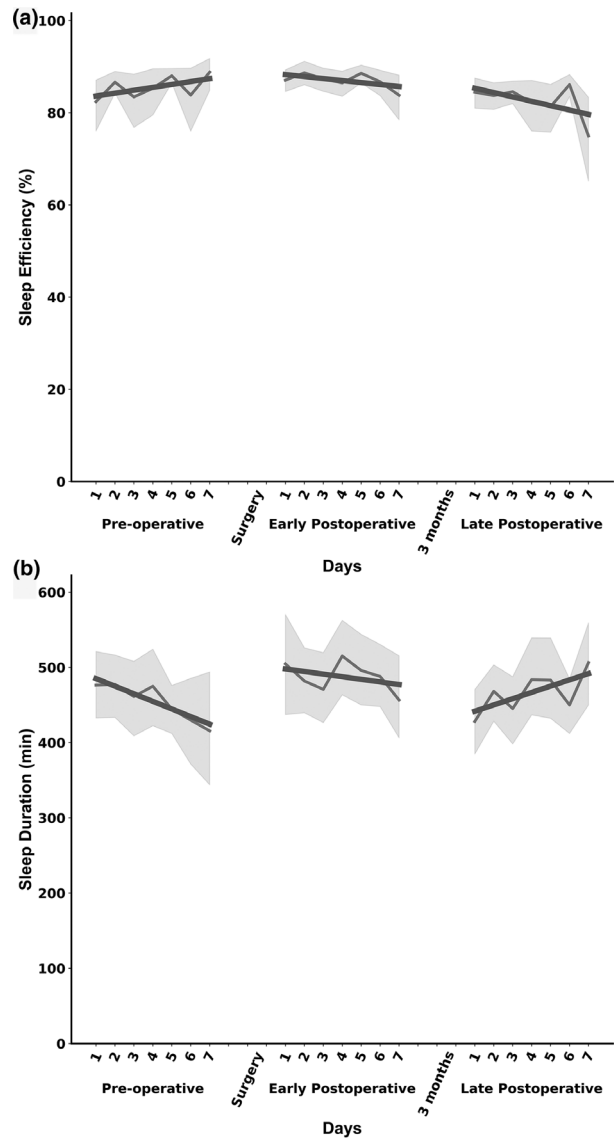 (a)
Sleep Efficiency (%)
100
80
60
40
20
0
1 2 3 4 5 6 7 Surgery 1 2 3 4 5 6 7 3 months 1 2 3 4 5 6 7
Pre-operative Early Postoperative Late Postoperative
Days
(b)
Sleep Duration (min)
600
500
400
300
200
100
0
1 2 3 4 5 6 7 Surgery 1 2 3 4 5 6 7 3 months 1 2 3 4 5 6 7
Pre-operative Early Postoperative Late Postoperative
Days